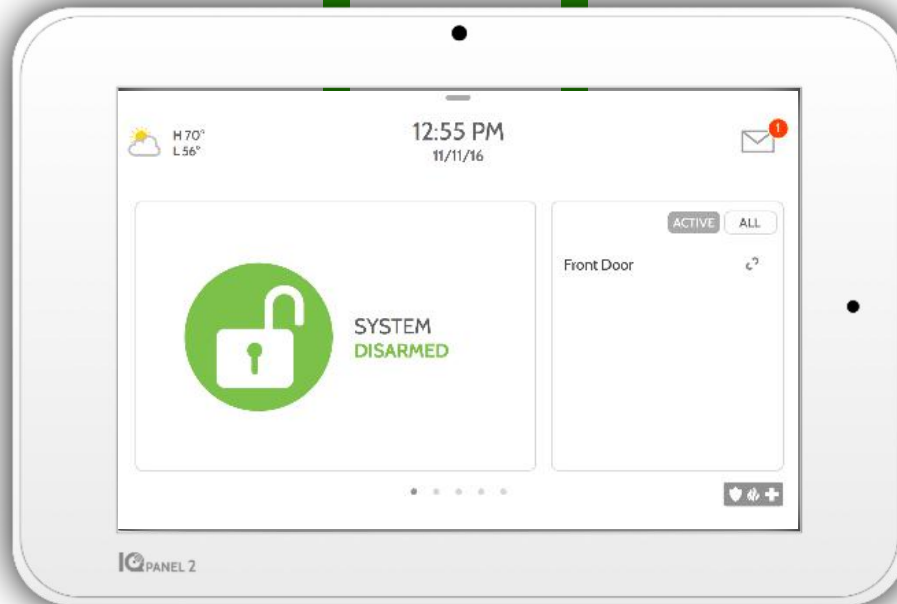 H 70°
L 56°
12:55 PM
11/11/16
1
ACTIVE
ALL
Front Door
SYSTEM
DISARMED
IQ PANEL 2